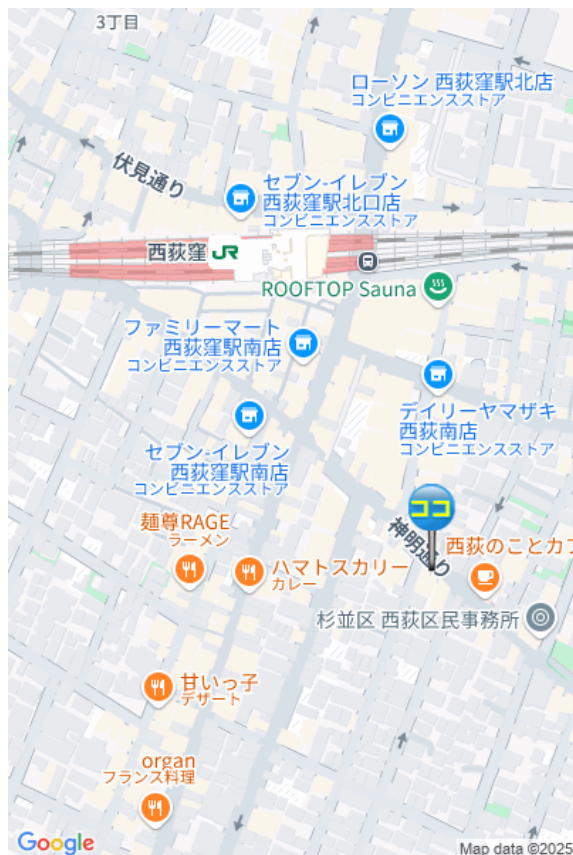 3丁目
ローソン 西荻窪駅北店
コンビニエンスストア
伏見通り
セブン-イレブン
西荻窪駅北口店
コンビニエンスストア
西荻窪 JR
ROOFTOP Sauna
ファミリーマート
西荻窪駅南店
コンビニエンスストア
デイリーヤマザキ
西荻南店
コンビニエンスストア
セブン-イレブン
西荻窪駅南店
コンビニエンスストア
ココ
麺尊RAGE
ラーメン
神明通り
西荻のことカフ
ハマトスカリー
カレー
杉並区 西荻区民事務所
甘いっ子
デザート
organ
フランス料理
Google
Map data ©2025